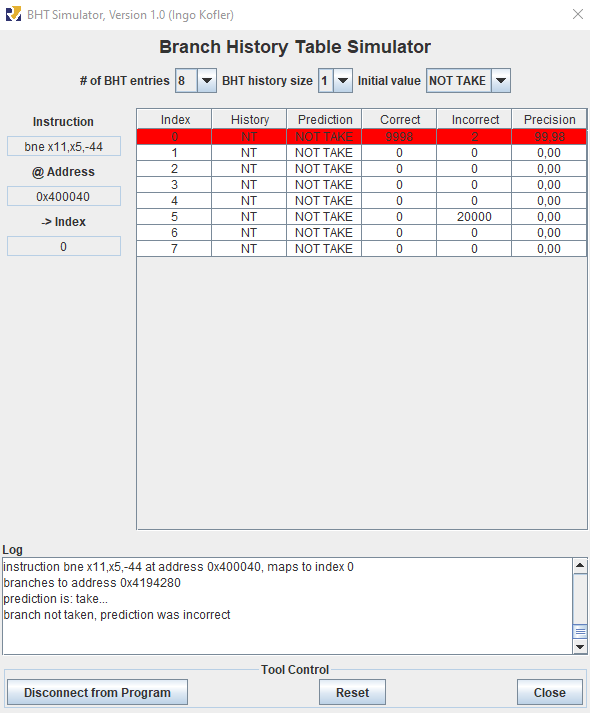 BHT Simulator, Version 1.0 (Ingo Kofler)
Branch History Table Simulator
# of BHT entries 8 BHT history size 1 Initial value NOT TAKE
Instruction
bne x11,x5,-44
@ Address
0x400040
-> Index
0
Index History Prediction Correct Incorrect Precision
0 NT NOT TAKE 9998 2 99,98
1 NT NOT TAKE 0 0 0,00
2 NT NOT TAKE 0 0 0,00
3 NT NOT TAKE 0 0 0,00
4 NT NOT TAKE 0 0 0,00
5 NT NOT TAKE 0 20000 0,00
6 NT NOT TAKE 0 0 0,00
7 NT NOT TAKE 0 0 0,00
Log
instruction bne x11,x5,-44 at address 0x400040, maps to index 0
branches to address 0x4194280
prediction is: take...
branch not taken, prediction was incorrect
Tool Control
Disconnect from Program Reset Close